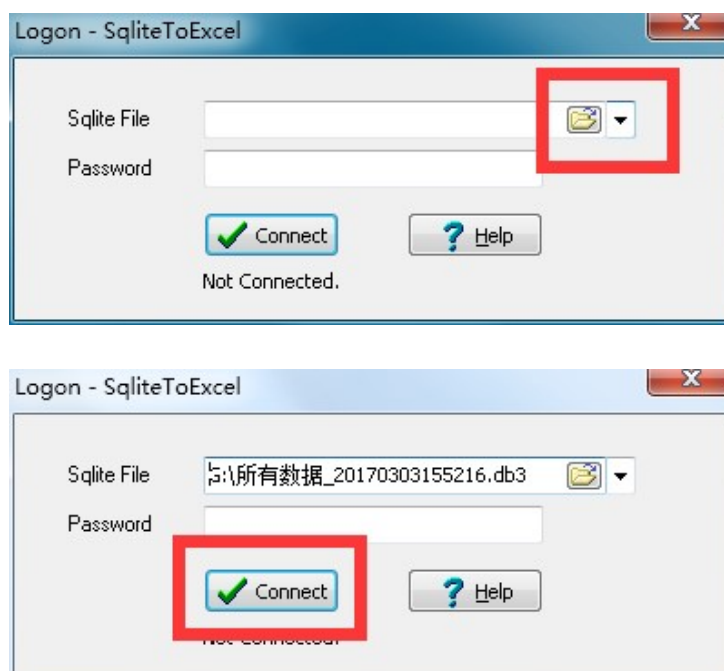 Logon - SqliteToExcel
Sqlite File
Password
Connect
Help
Not Connected.
Logon - SqliteToExcel
Sqlite File
:\所有数据_20170303155216.db3
Password
Connect
Help